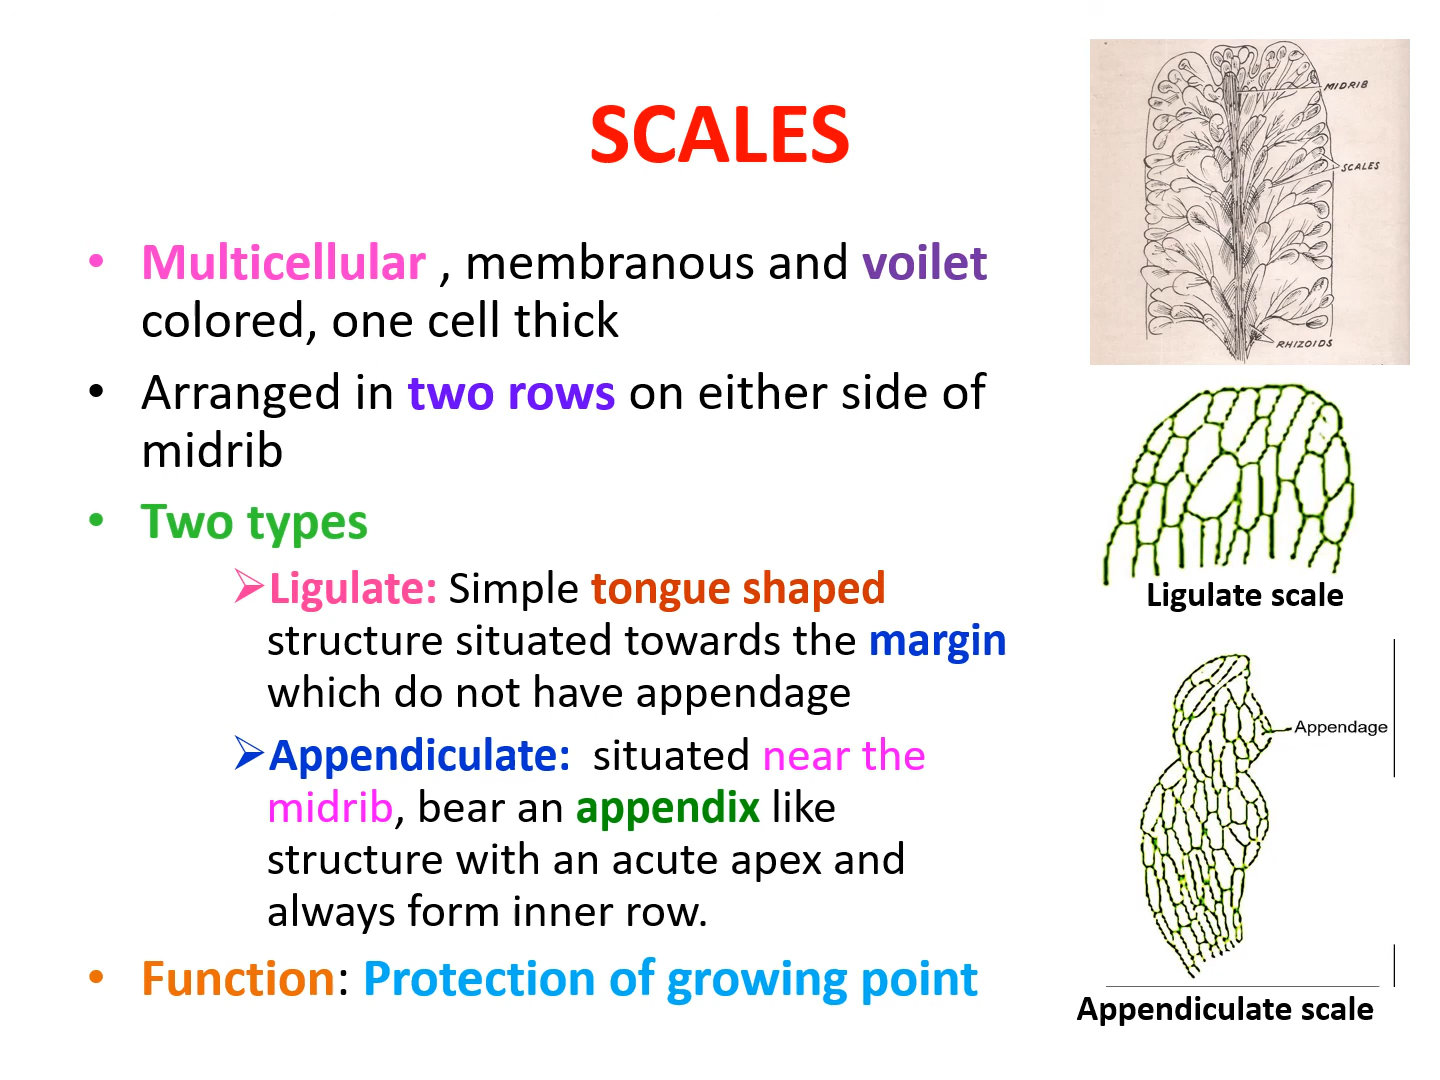 SCALES
• Multicellular , membranous and voilet
colored, one cell thick
• Arranged in two rows on either side of
midrib
• Two types
➢Ligulate: Simple tongue shaped
structure situated towards the margin
which do not have appendage
➢Appendiculate: situated near the
midrib, bear an appendix like
structure with an acute apex and
always form inner row.
• Function: Protection of growing point
MIDRIB
SCALES
RHIZOIDS
Ligulate scale
Appendage
Appendiculate scale